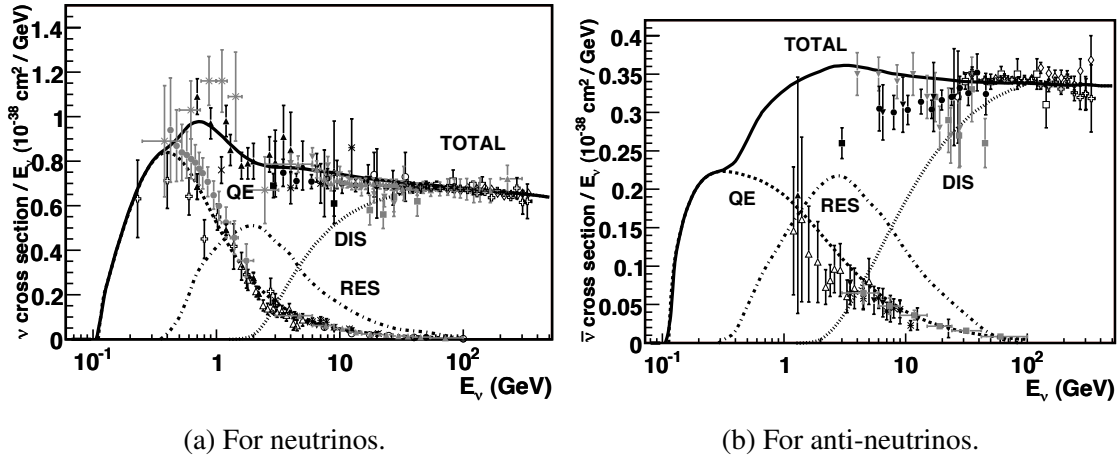 ν cross section / Eν (10⁻³⁸ cm² / GeV)
1.4
1.2
1
0.8
0.6
0.4
0.2
0
TOTAL
QE
DIS
RES
10⁻¹
1
10
10²
Eν (GeV)
(a) For neutrinos.
ν̄ cross section / Eν (10⁻³⁸ cm² / GeV)
0.4
0.35
0.3
0.25
0.2
0.15
0.1
0.05
0
TOTAL
QE
RES
DIS
10⁻¹
1
10
10²
Eν (GeV)
(b) For anti-neutrinos.